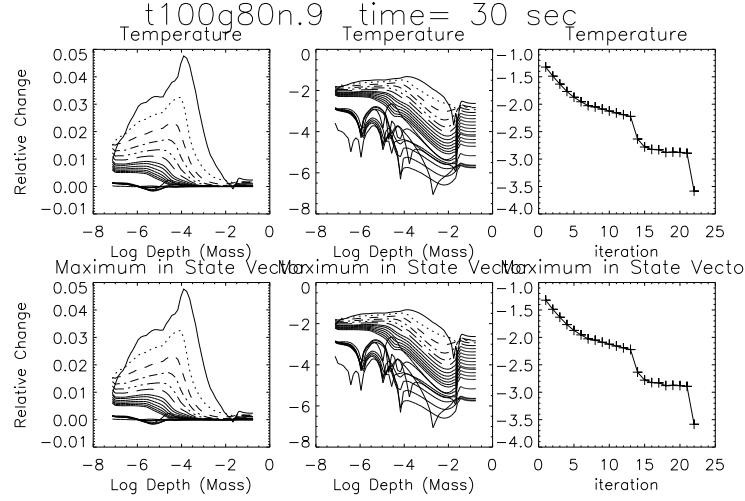 t100g80n.9 time= 30 sec
Temperature Temperature Temperature
0.05 0 −1.0
0.04 −1.5
0.03 −2 −2.0
0.02 −4 −2.5
0.01 −3.0
0.00 −6 −3.5
−0.01 −8 −4.0
Relative Change
−8 −6 −4 −2 0 −8 −6 −4 −2 0 0 5 10 15 20 25
Log Depth (Mass) Log Depth (Mass) iteration
Maximum in State Vector Maximum in State Vector Maximum in State Vecto
0.05 0 −1.0
0.04 −1.5
0.03 −2 −2.0
0.02 −4 −2.5
0.01 −3.0
0.00 −6 −3.5
−0.01 −8 −4.0
Relative Change
−8 −6 −4 −2 0 −8 −6 −4 −2 0 0 5 10 15 20 25
Log Depth (Mass) Log Depth (Mass) iteration